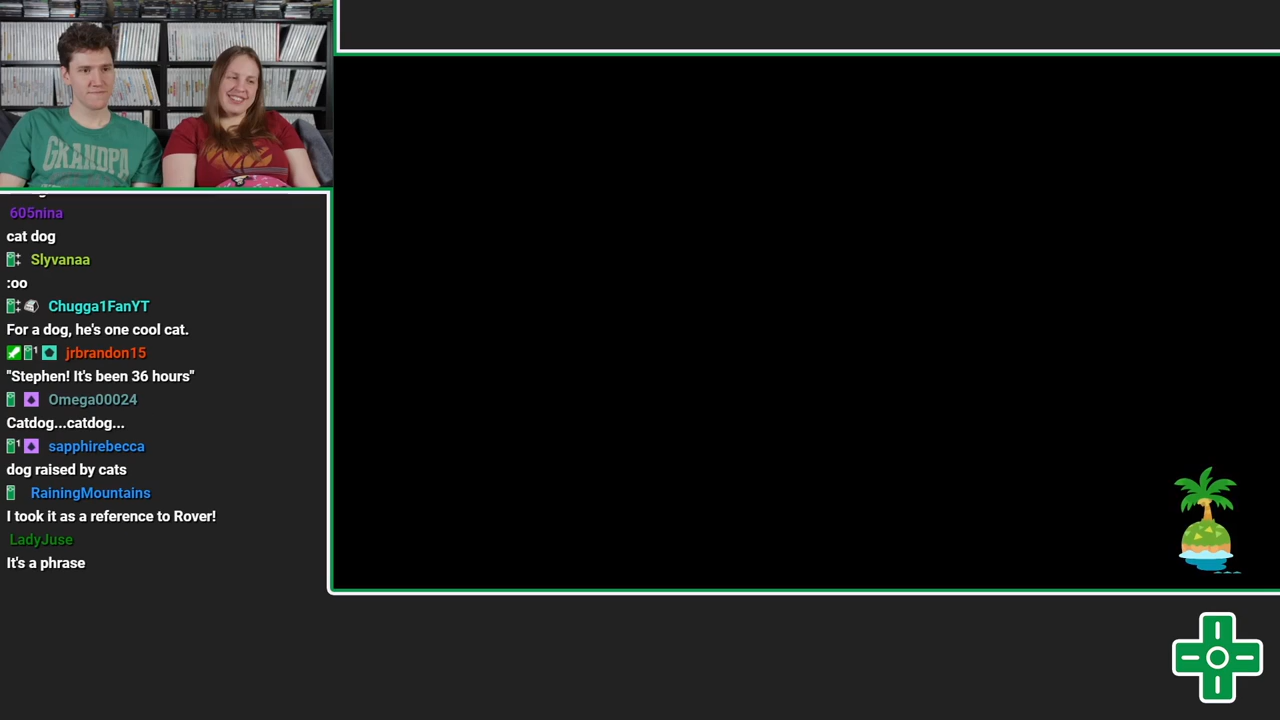 GRANDPA
605nina
cat dog
Slyvanaa
:oo
Chugga1FanYT
For a dog, he's one cool cat.
jrbrandon15
"Stephen! It's been 36 hours"
Omega00024
Catdog...catdog...
sapphirebecca
dog raised by cats
RainingMountains
I took it as a reference to Rover!
LadyJuse
It's a phrase